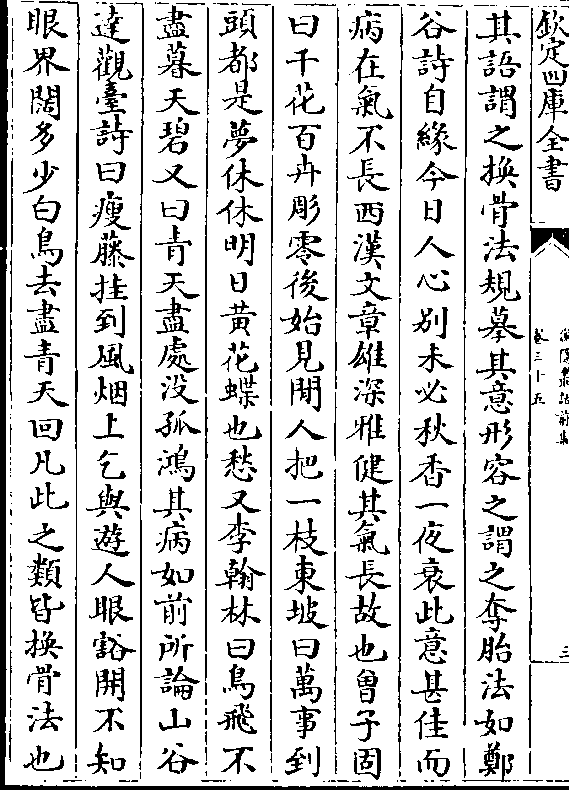 欽定四庫全書
卷三十五
三
其語謂之換骨法規摹其意形容之謂之奪胎法如鄭
谷詩自緣今日人心别未必秋香一夜衰此意甚佳而
病在氣不長西漢文章雄深雅健其氣長故也曾子固
曰千花百卉彫零後始見閒人把一枝東坡曰萬事到
頭都是夢休休明日黄花蝶也愁又李翰林曰鳥飛不
盡暮天碧又曰青天盡處没孤鴻其病如前所論山谷
達觀臺詩曰瘦藤挂到風烟上乞與遊人眼豁開不知
眼界闊多少白鳥去盡青天回凡此之類皆換骨法也